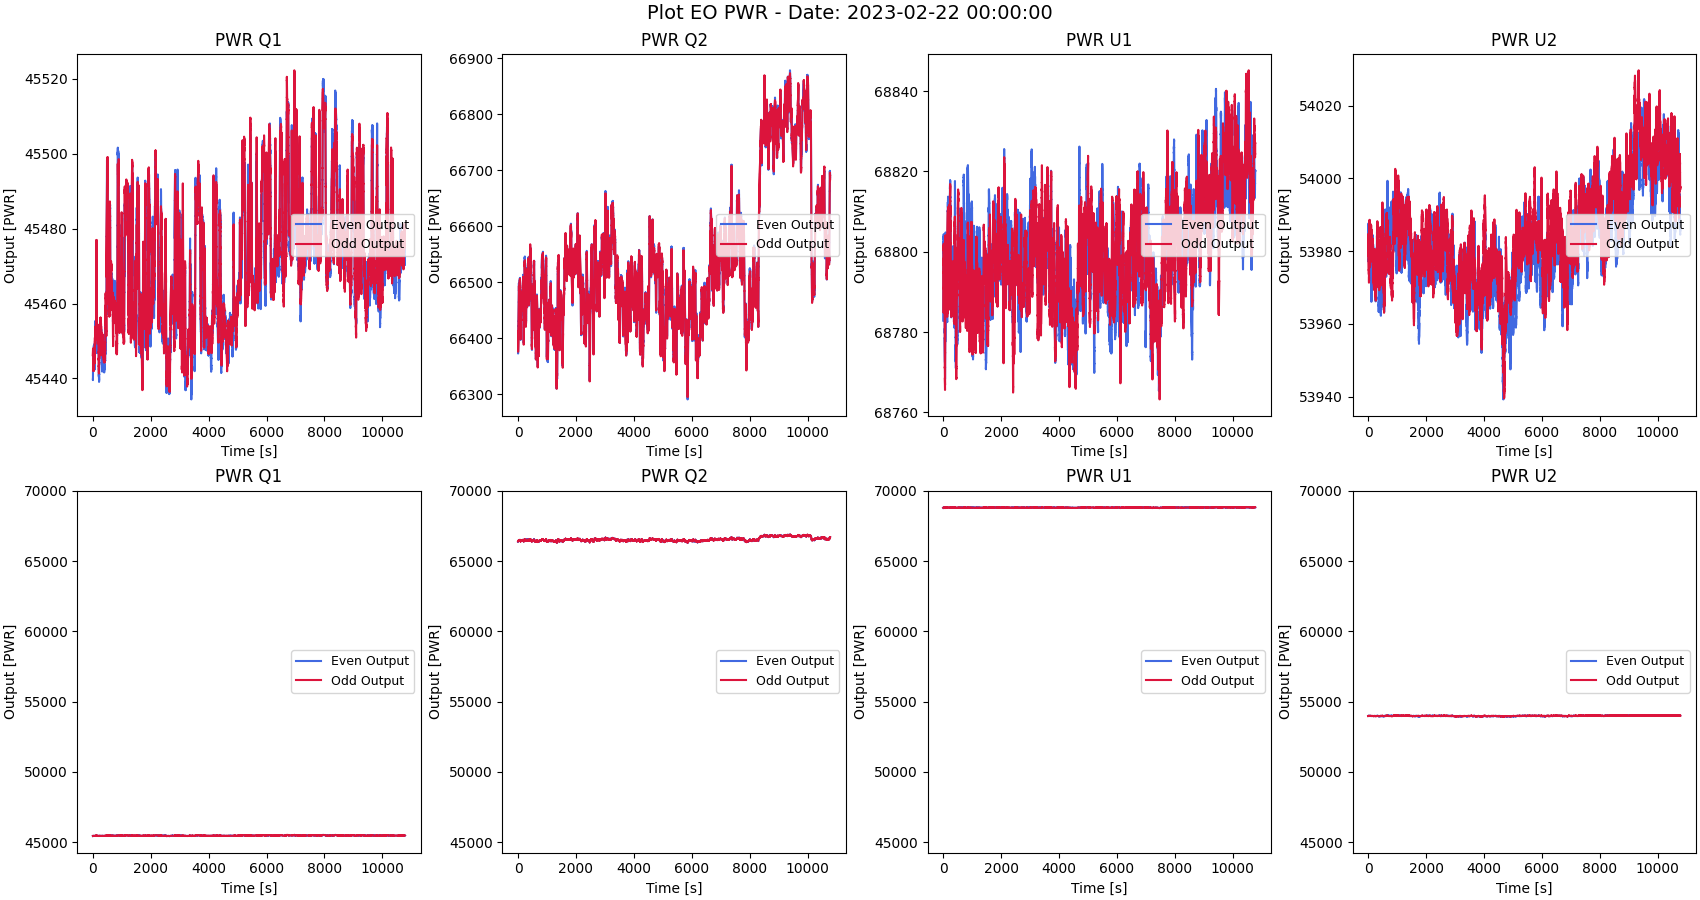 Plot EO PWR - Date: 2023-02-22 00:00:00
PWR Q1
Output [PWR]
45520
45500
45480
45460
45440
0 2000 4000 6000 8000 10000
Time [s]
Even Output
Odd Output
PWR Q2
Output [PWR]
66900
66800
66700
66600
66500
66400
66300
0 2000 4000 6000 8000 10000
Time [s]
Even Output
Odd Output
PWR U1
Output [PWR]
68840
68820
68800
68780
68760
0 2000 4000 6000 8000 10000
Time [s]
Even Output
Odd Output
PWR U2
Output [PWR]
54020
54000
53980
53960
53940
0 2000 4000 6000 8000 10000
Time [s]
Even Output
Odd Output
PWR Q1
Output [PWR]
70000
65000
60000
55000
50000
45000
0 2000 4000 6000 8000 10000
Time [s]
Even Output
Odd Output
PWR Q2
Output [PWR]
70000
65000
60000
55000
50000
45000
0 2000 4000 6000 8000 10000
Time [s]
Even Output
Odd Output
PWR U1
Output [PWR]
70000
65000
60000
55000
50000
45000
0 2000 4000 6000 8000 10000
Time [s]
Even Output
Odd Output
PWR U2
Output [PWR]
70000
65000
60000
55000
50000
45000
0 2000 4000 6000 8000 10000
Time [s]
Even Output
Odd Output